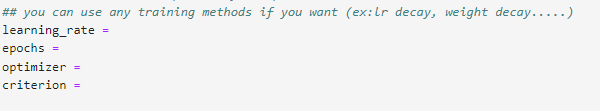 ## you can use any training methods if you want (ex:lr decay, weight decay.....)
learning_rate =
epochs =
optimizer =
criterion =